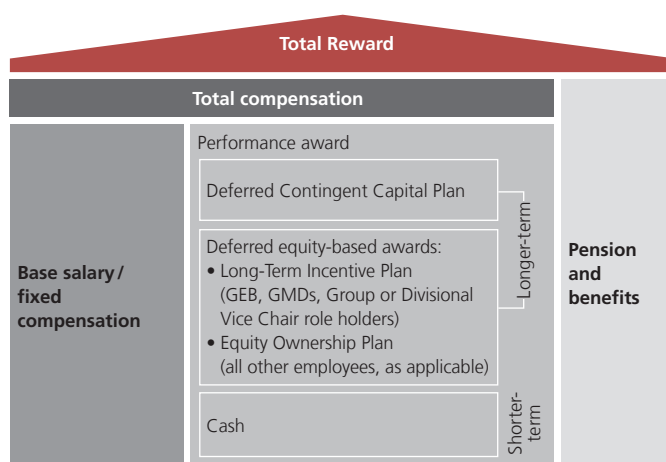 Total Reward
Total compensation
Base salary /
fixed
compensation
Performance award
Deferred Contingent Capital Plan
Deferred equity-based awards:
• Long-Term Incentive Plan
(GEB, GMDs, Group or Divisional
Vice Chair role holders)
• Equity Ownership Plan
(all other employees, as applicable)
Cash
Longer-term
Shorter-
term
Pension
and
benefits